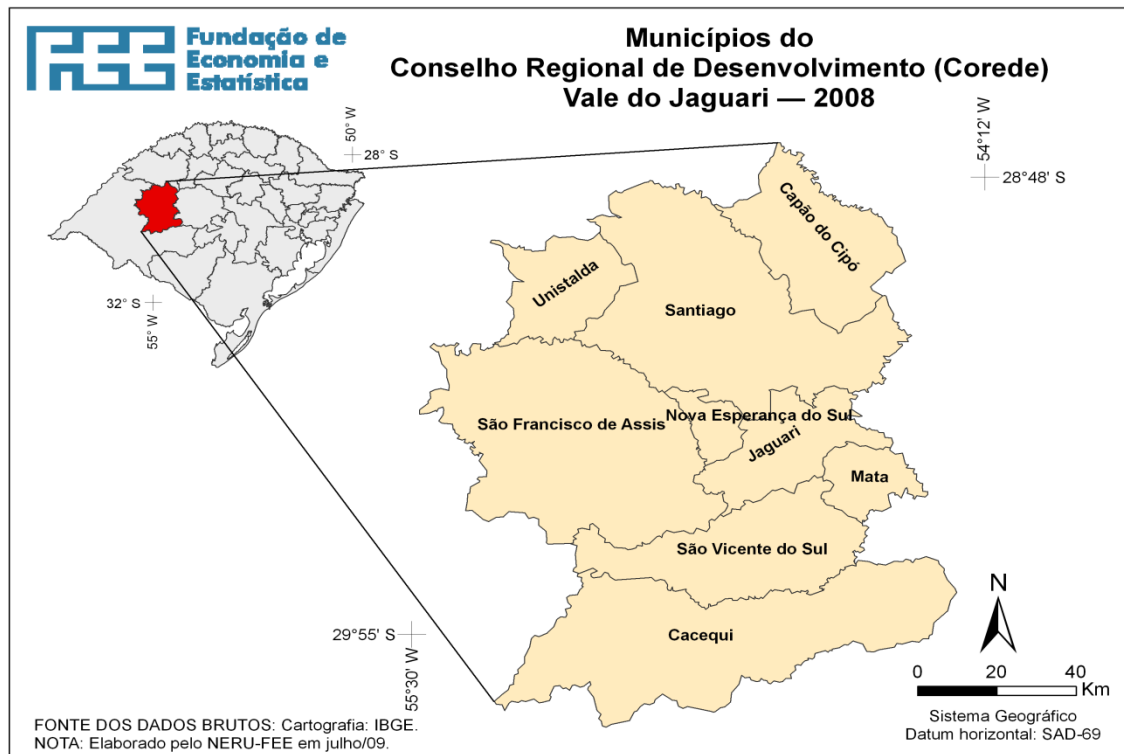 FEE
Fundação de
Economia e
Estatística
Municípios do
Conselho Regional de Desenvolvimento (Corede)
Vale do Jaguari — 2008
50° W
28° S
32° S
55° W
54°12' W
28°48' S
Capão do Cipó
Unistalda
Santiago
São Francisco de Assis
Nova Esperança do Sul
Jaguari
Mata
São Vicente do Sul
Cacequi
29°55' S
55°30' W
N
0 20 40
Km
Sistema Geográfico
Datum horizontal: SAD-69
FONTE DOS DADOS BRUTOS: Cartografia: IBGE.
NOTA: Elaborado pelo NERU-FEE em julho/09.